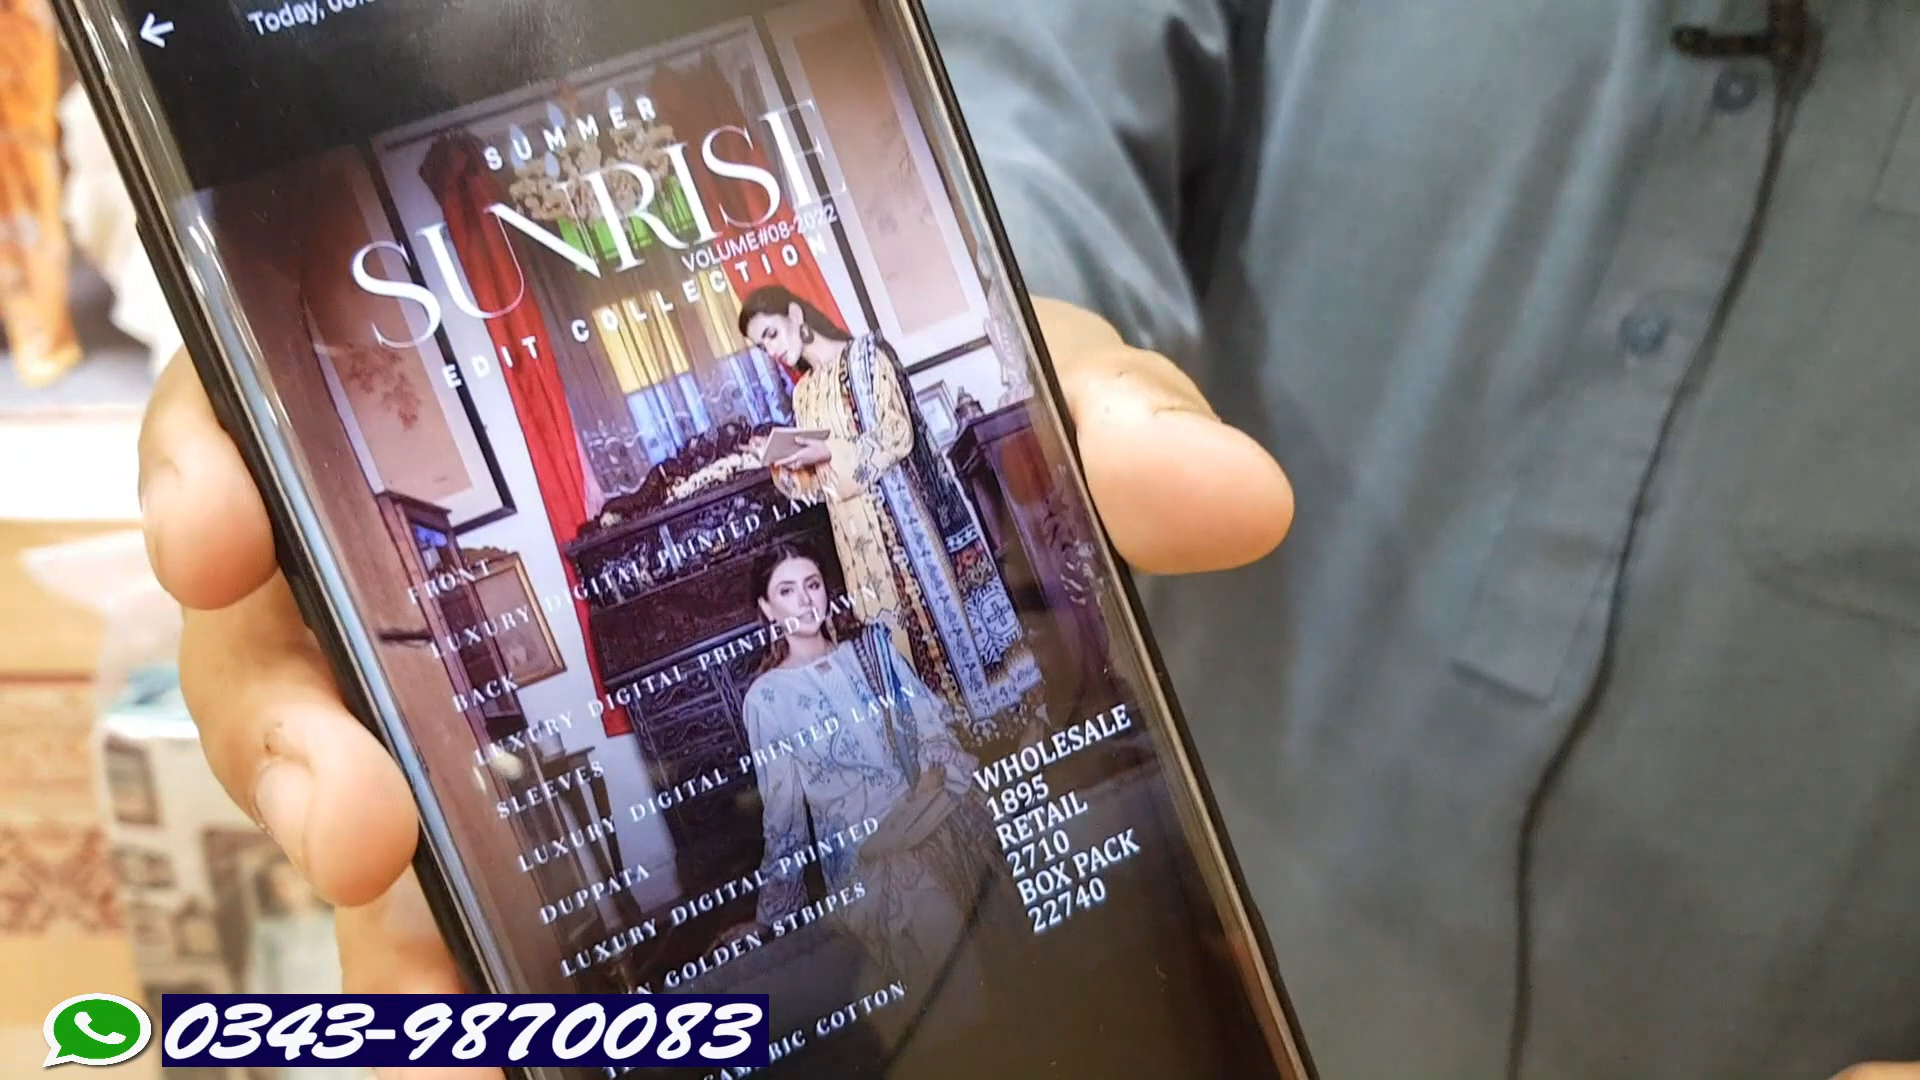 Today,
SUMMER
SUNRISE
VOLUME#08-2022
EDIT COLLECTION
FRONT
LUXURY DIGITAL PRINTED LAWN
BACK
LUXURY DIGITAL PRINTED LAWN
SLEEVES
LUXURY DIGITAL PRINTED LAWN
DUPPATA
LUXURY DIGITAL PRINTED
GOLDEN STRIPES
COTTON
WHOLESALE
1895
RETAIL
2710
BOX PACK
22740
0343-9870083